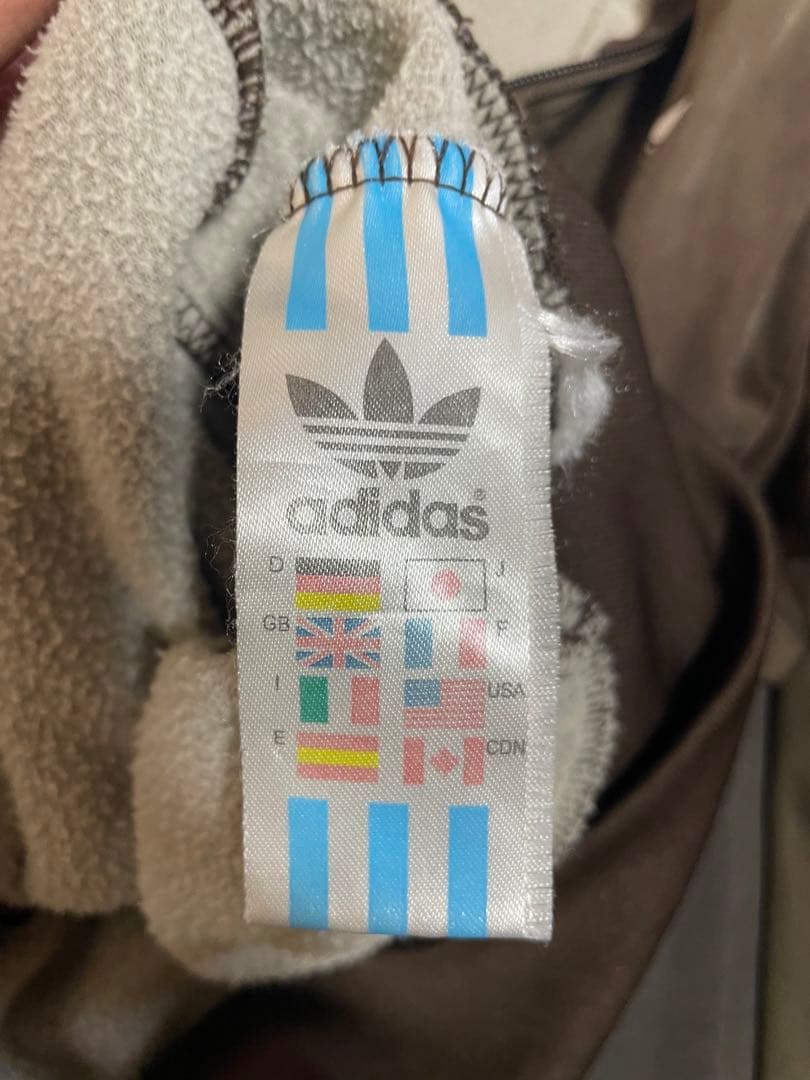 adidas®
D J
GB F
I USA
E CDN